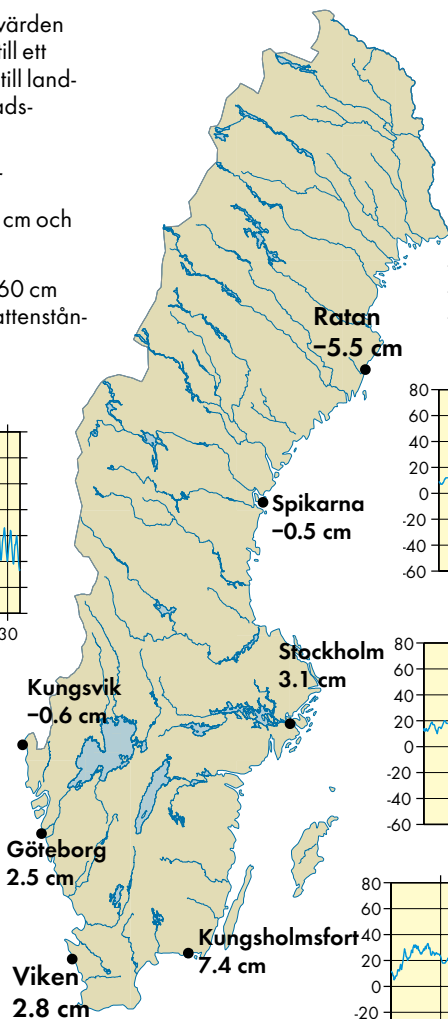 värden
till ett
till land-
ads-
-
cm och
60 cm
attenstån-
Ratan
−5.5 cm
80
60
40
20
0
-20
-40
-60
Spikarna
−0.5 cm
30
Stockholm
3.1 cm
80
60
40
20
0
-20
-40
-60
Kungsvik
−0.6 cm
Göteborg
2.5 cm
80
60
40
20
0
-20
Kungsholmsfort
7.4 cm
Viken
2.8 cm